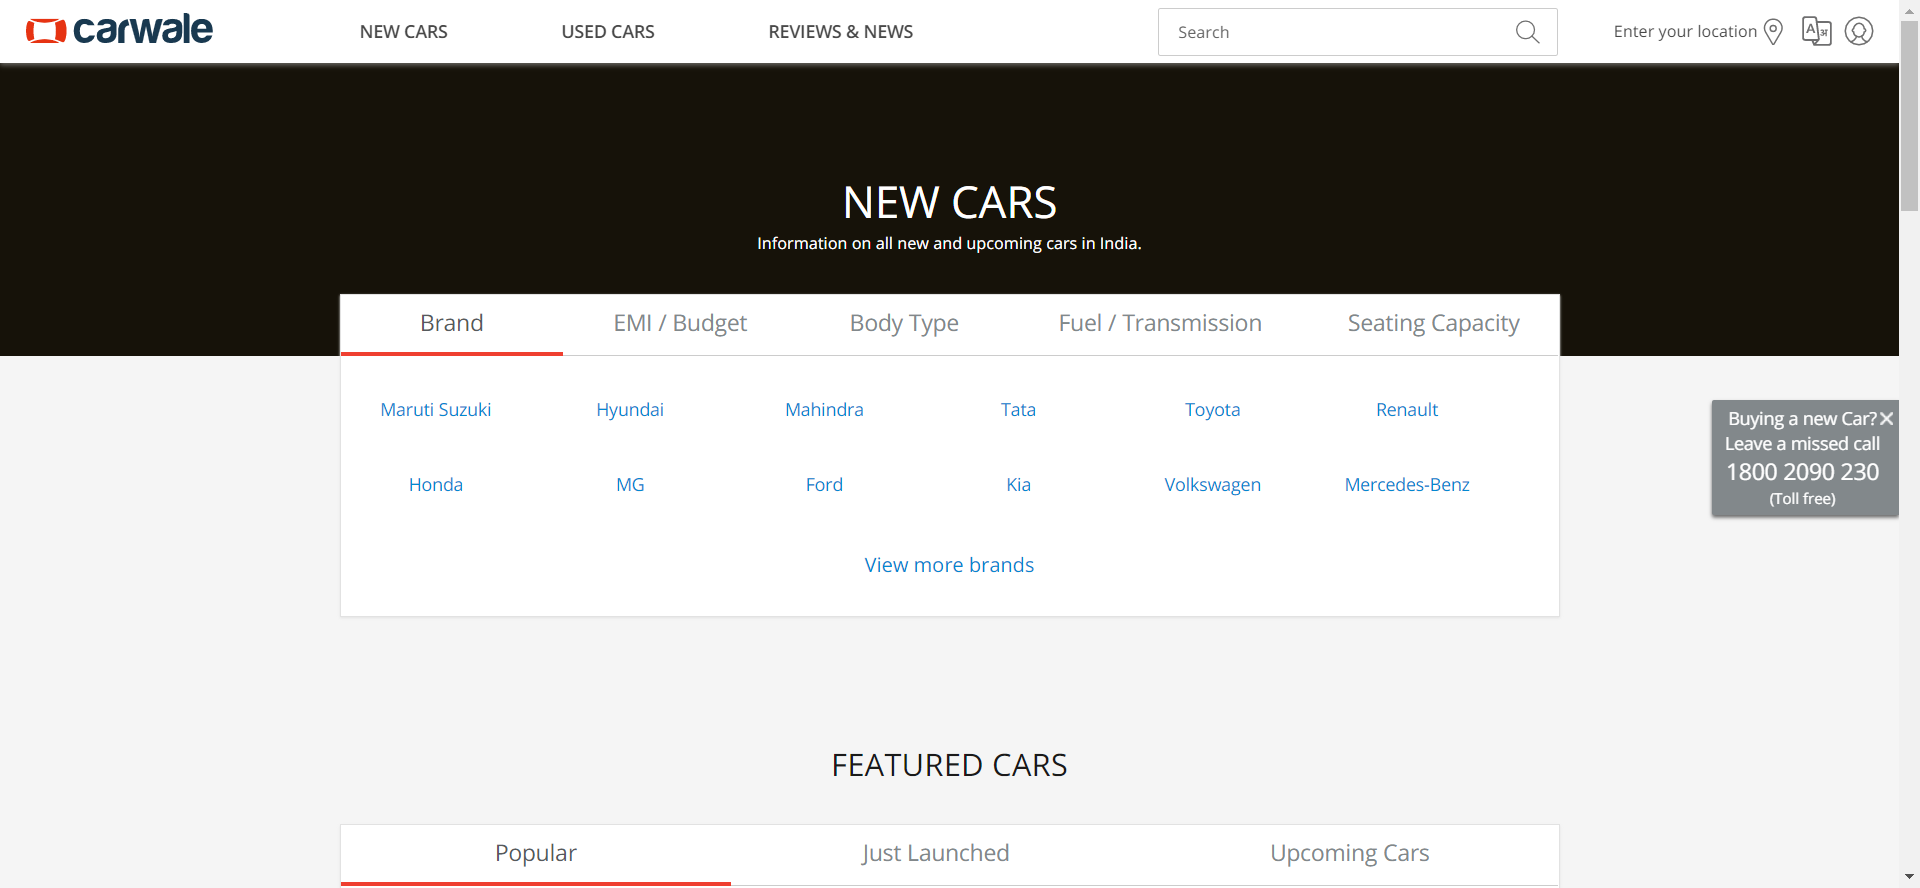 carwale NEW CARS USED CARS REVIEWS & NEWS Search Enter your location A अ
NEW CARS
Information on all new and upcoming cars in India.
Brand EMI / Budget Body Type Fuel / Transmission Seating Capacity
Maruti Suzuki Hyundai Mahindra Tata Toyota Renault
Honda MG Ford Kia Volkswagen Mercedes-Benz
View more brands
Buying a new Car?
Leave a missed call
1800 2090 230
(Toll free)
FEATURED CARS
Popular Just Launched Upcoming Cars